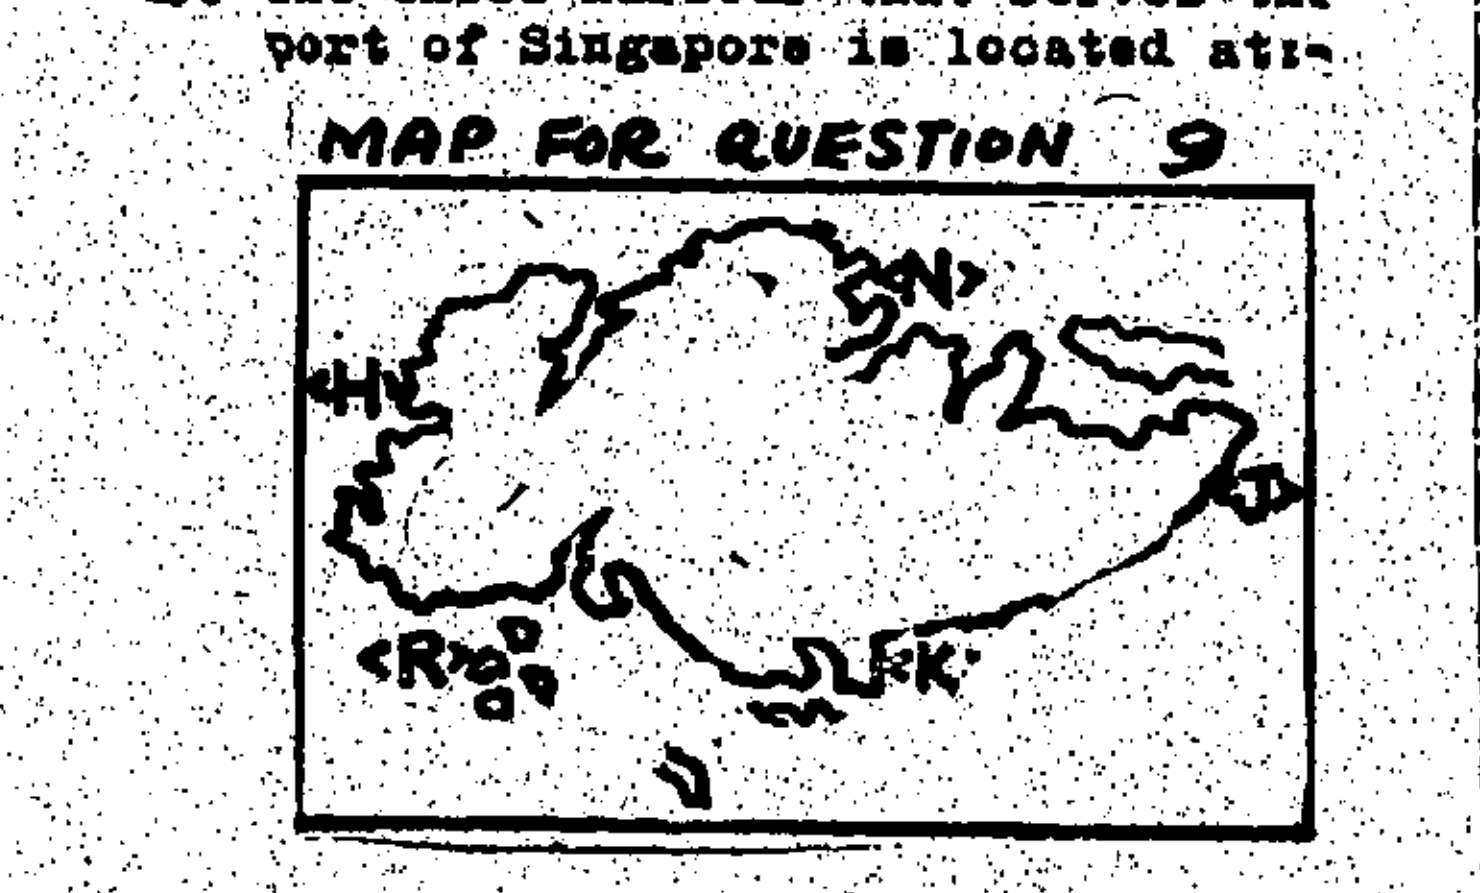 port of Singapore is located at:-
MAP FOR QUESTION 9
<N>
<H>
<J>
<R>
<K>